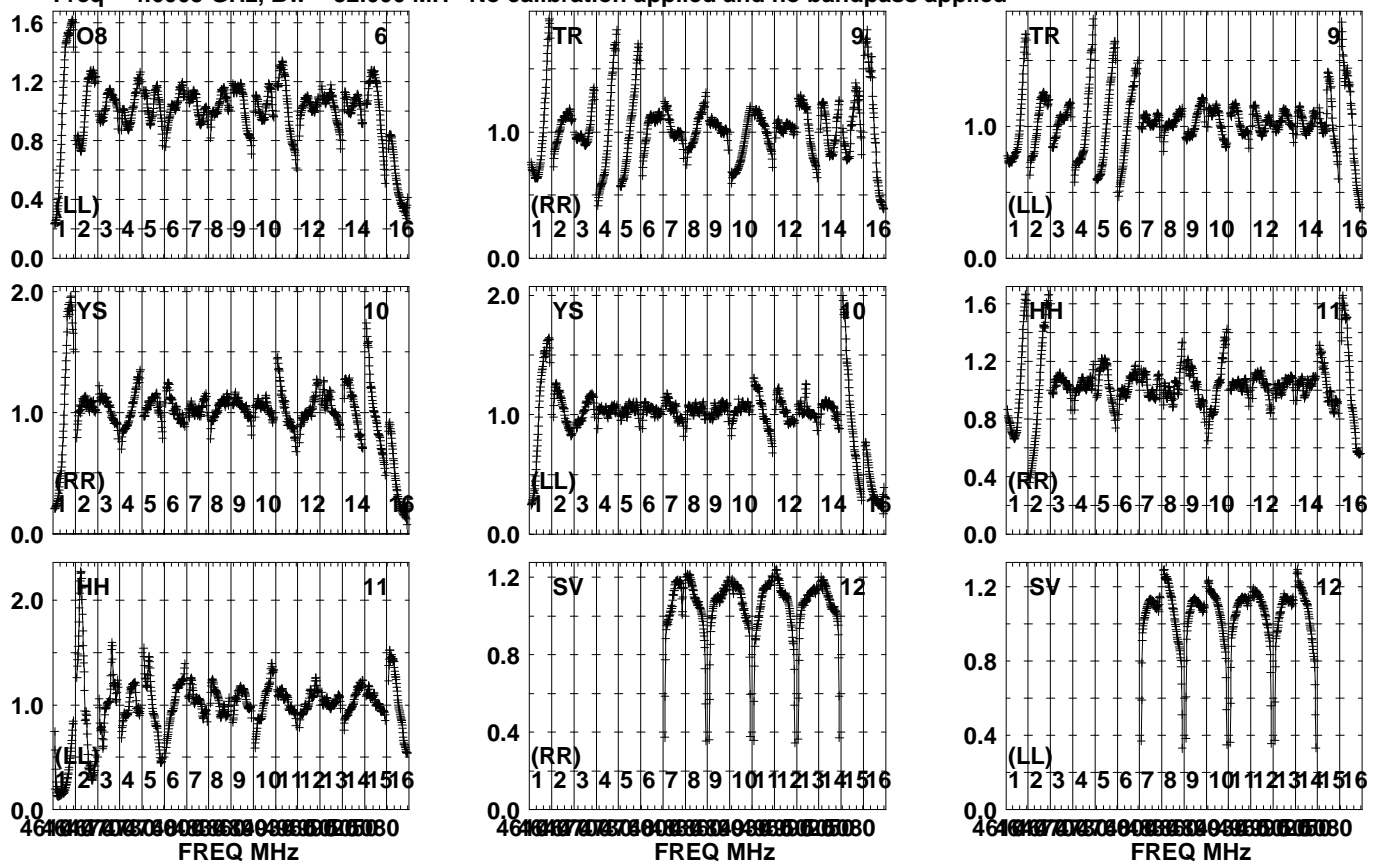 No calibration applied and no bandpass applied
1.6 O8 6
1.2
0.8
0.4 (LL)
1 2 3 4 5 6 7 8 9 10 12 14 16
0.0
TR 9
1.0
(RR)
1 2 3 4 5 6 7 8 9 10 12 14 16
0.0
TR 9
1.0
(LL)
1 2 3 4 5 6 7 8 9 10 12 14 16
0.0
2.0 YS 10
1.0
(RR)
1 2 3 4 5 6 7 8 9 10 12 14 16
0.0
2.0 YS 10
1.0
(LL)
1 2 3 4 5 6 7 8 9 10 12 14 16
0.0
1.6 HH 11
1.2
0.8
0.4 (RR)
1 2 3 4 5 6 7 8 9 10 12 14 16
0.0
HH 11
2.0
1.0
(LL)
1 2 3 4 5 6 7 8 9 10 11 12 13 14 15 16
0.0
FREQ MHz
1.2 SV 12
0.8
0.4 (RR)
1 2 3 4 5 6 7 8 9 10 11 12 13 14 15 16
0.0
FREQ MHz
1.2 SV 12
0.8
0.4 (LL)
1 2 3 4 5 6 7 8 9 10 11 12 13 14 15 16
0.0
FREQ MHz